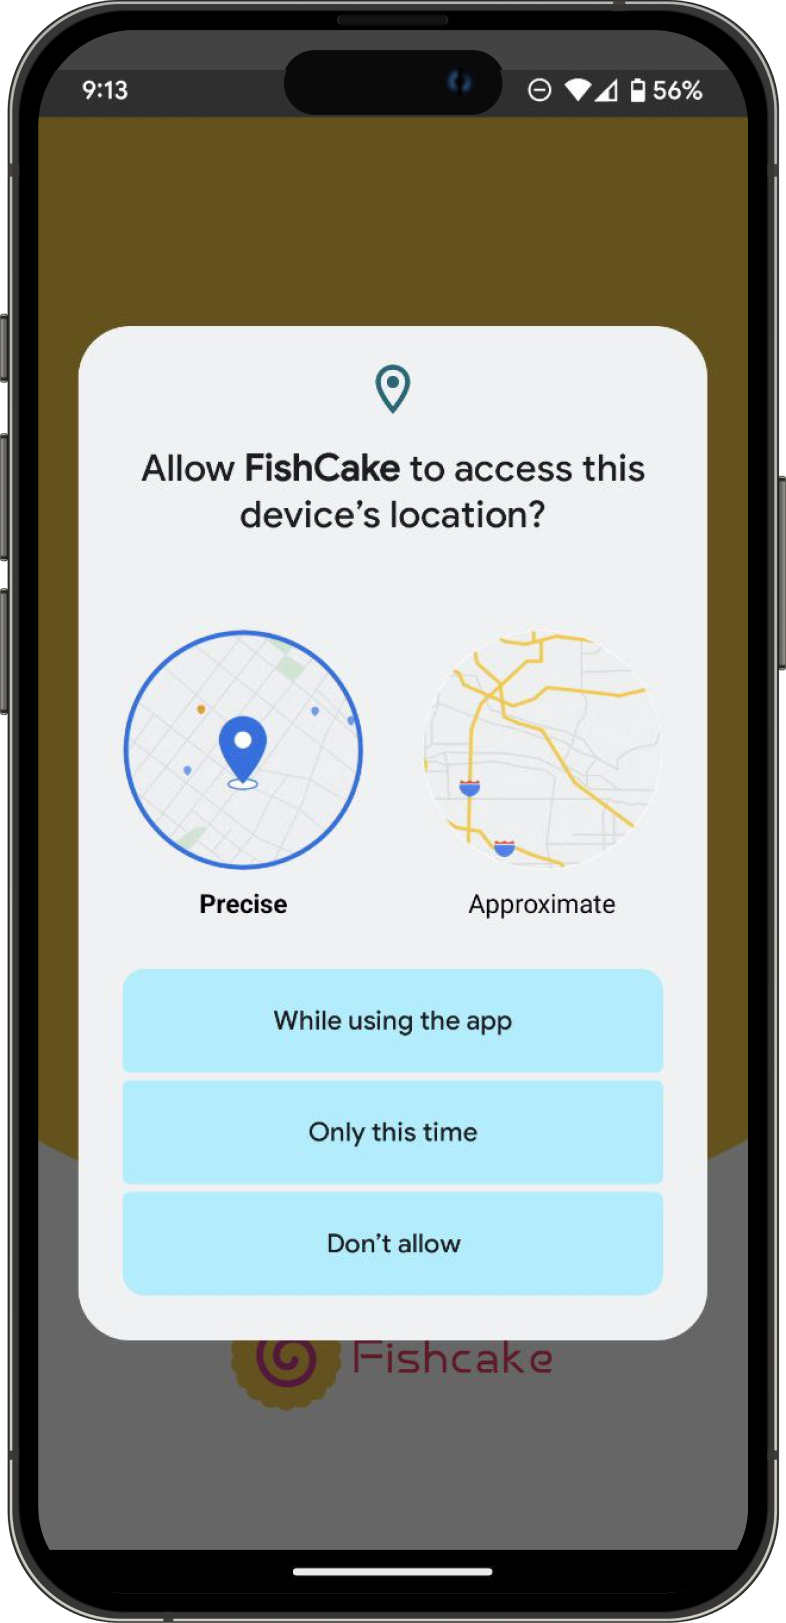 9:13
56%
Allow FishCake to access this
device’s location?
Precise
Approximate
While using the app
Only this time
Don’t allow
Fishcake